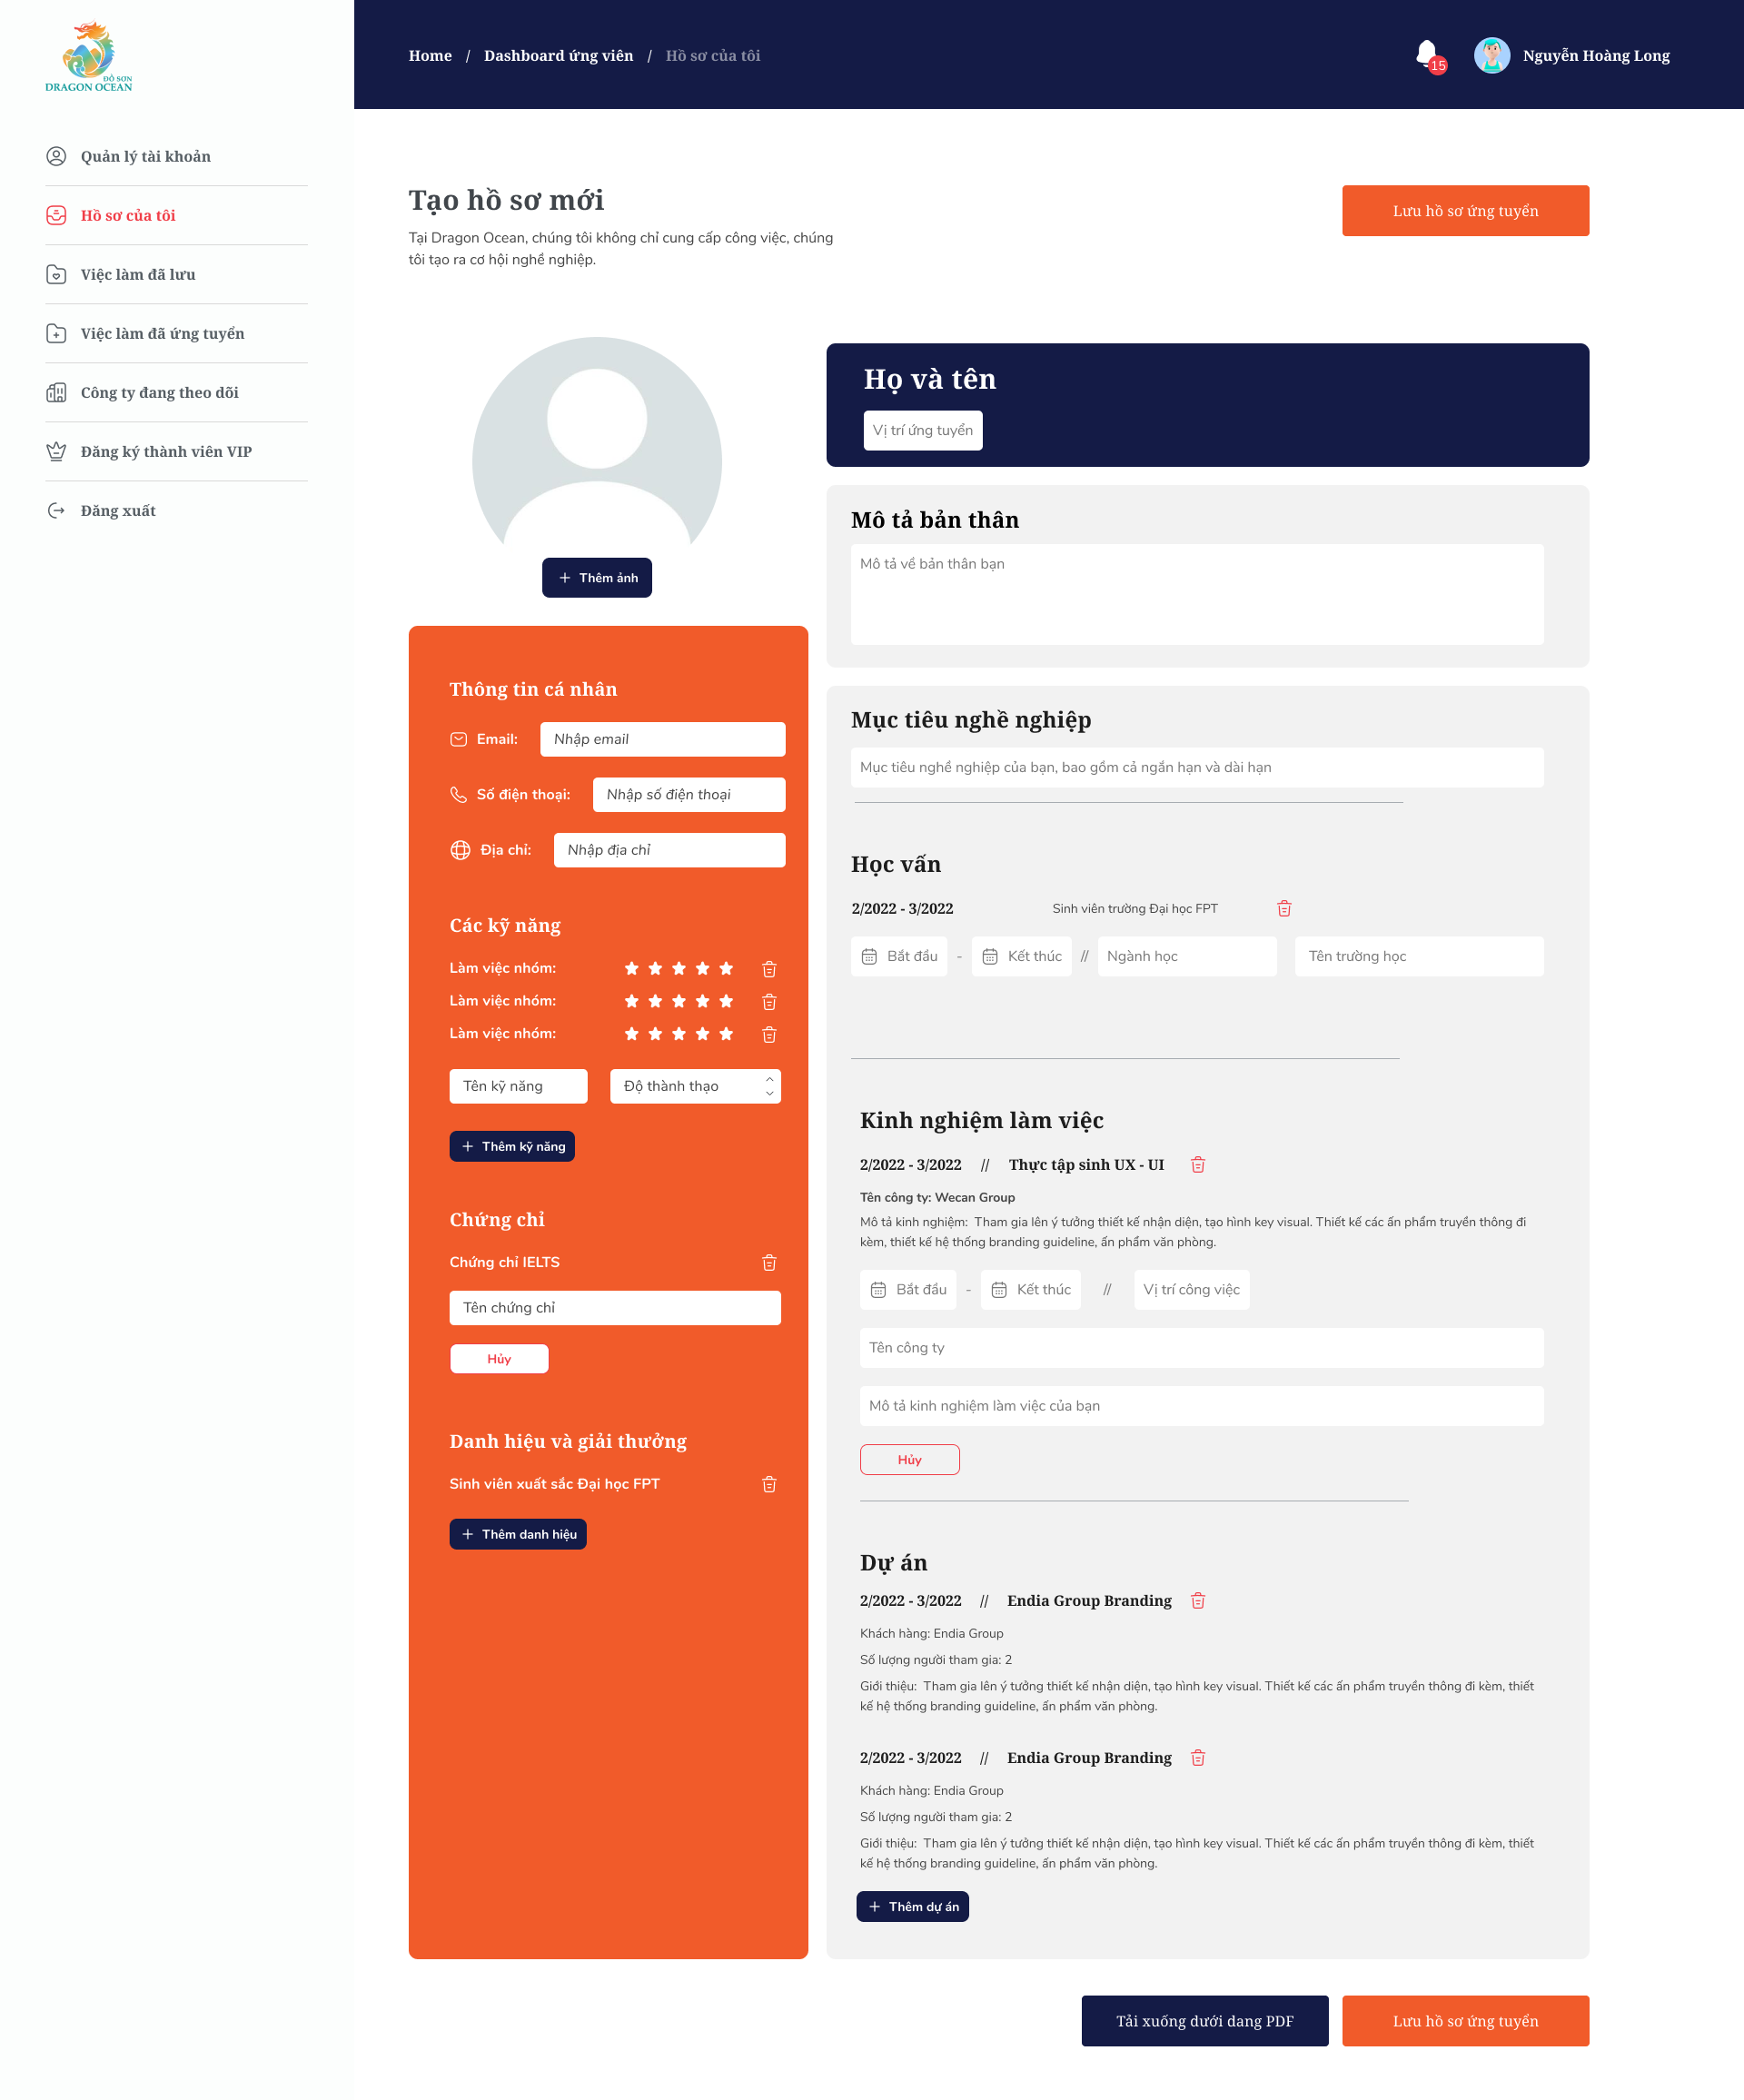 ĐỒ SƠN
DRAGON OCEAN
Quản lý tài khoản
Hồ sơ của tôi
Việc làm đã lưu
Việc làm đã ứng tuyển
Công ty đang theo dõi
Đăng ký thành viên VIP
Đăng xuất
Home / Dashboard ứng viên / Hồ sơ của tôi
15
Nguyễn Hoàng Long
Tạo hồ sơ mới
Tại Dragon Ocean, chúng tôi không chỉ cung cấp công việc, chúng
tôi tạo ra cơ hội nghề nghiệp.
Lưu hồ sơ ứng tuyển
Thêm ảnh
Thông tin cá nhân
Email: Nhập email
Số điện thoại: Nhập số điện thoại
Địa chỉ: Nhập địa chỉ
Các kỹ năng
Làm việc nhóm:
Làm việc nhóm:
Làm việc nhóm:
Tên kỹ năng Độ thành thạo
Thêm kỹ năng
Chứng chỉ
Chứng chỉ IELTS
Tên chứng chỉ
Hủy
Danh hiệu và giải thưởng
Sinh viên xuất sắc Đại học FPT
Thêm danh hiệu
Họ và tên
Vị trí ứng tuyển
Mô tả bản thân
Mô tả về bản thân bạn
Mục tiêu nghề nghiệp
Mục tiêu nghề nghiệp của bạn, bao gồm cả ngắn hạn và dài hạn
Học vấn
2/2022 - 3/2022 Sinh viên trường Đại học FPT
Bắt đầu - Kết thúc // Ngành học Tên trường học
Kinh nghiệm làm việc
2/2022 - 3/2022 // Thực tập sinh UX - UI
Tên công ty: Wecan Group
Mô tả kinh nghiệm: Tham gia lên ý tưởng thiết kế nhận diện, tạo hình key visual. Thiết kế các ấn phẩm truyền thông đi
kèm, thiết kế hệ thống branding guideline, ấn phẩm văn phòng.
Bắt đầu - Kết thúc // Vị trí công việc
Tên công ty
Mô tả kinh nghiệm làm việc của bạn
Hủy
Dự án
2/2022 - 3/2022 // Endia Group Branding
Khách hàng: Endia Group
Số lượng người tham gia: 2
Giới thiệu: Tham gia lên ý tưởng thiết kế nhận diện, tạo hình key visual. Thiết kế các ấn phẩm truyền thông đi kèm, thiết
kế hệ thống branding guideline, ấn phẩm văn phòng.
2/2022 - 3/2022 // Endia Group Branding
Khách hàng: Endia Group
Số lượng người tham gia: 2
Giới thiệu: Tham gia lên ý tưởng thiết kế nhận diện, tạo hình key visual. Thiết kế các ấn phẩm truyền thông đi kèm, thiết
kế hệ thống branding guideline, ấn phẩm văn phòng.
Thêm dự án
Tải xuống dưới dang PDF
Lưu hồ sơ ứng tuyển